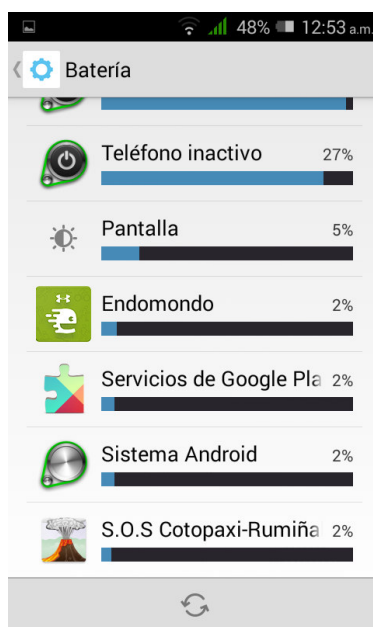 48% 12:53 a.m.
Batería
Teléfono inactivo 27%
Pantalla 5%
Endomondo 2%
Servicios de Google Pla 2%
Sistema Android 2%
S.O.S Cotopaxi-Rumiña 2%